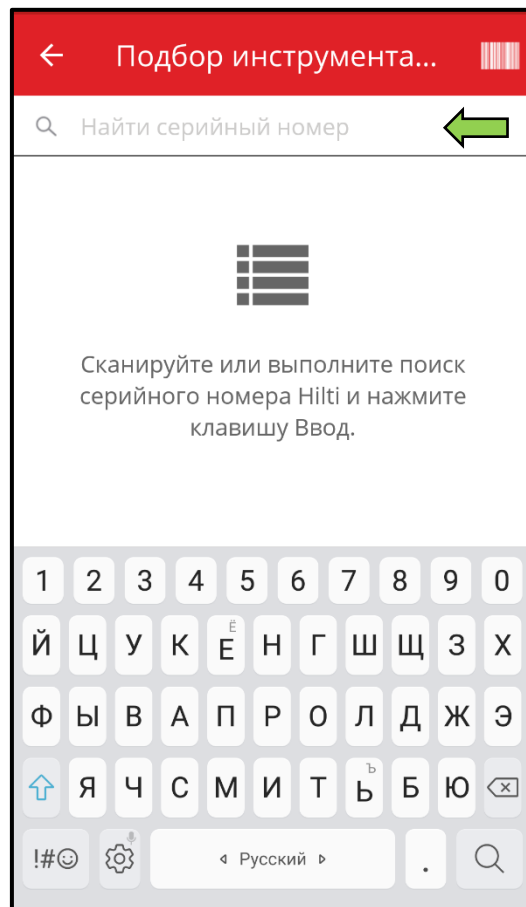 Подбор инструмента...
Найти серийный номер
Сканируйте или выполните поиск
серийного номера Hilti и нажмите
клавишу Ввод.
1 2 3 4 5 6 7 8 9 0
Й Ц У К Е Ё Н Г Ш Щ З Х
Ф Ы В А П Р О Л Д Ж Э
Я Ч С М И Т Ь Ъ Б Ю
!#☺ Русский .